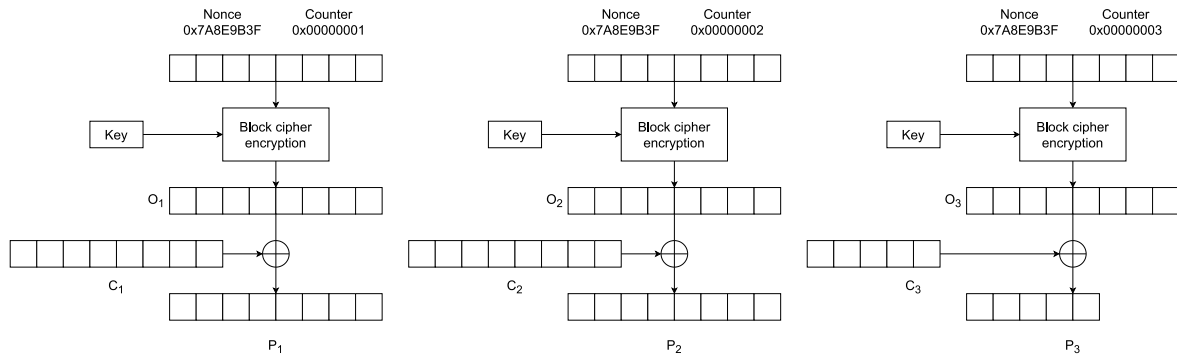 Nonce Counter
0x7A8E9B3F 0x00000001
Key
Block cipher
encryption
O1
C1
P1
Nonce Counter
0x7A8E9B3F 0x00000002
Key
Block cipher
encryption
O2
C2
P2
Nonce Counter
0x7A8E9B3F 0x00000003
Key
Block cipher
encryption
O3
C3
P3